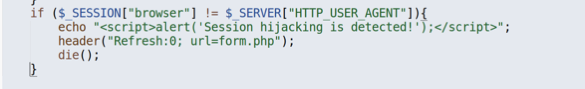 }
if ($_SESSION["browser"] != $_SERVER["HTTP_USER_AGENT"]){
echo "<script>alert('Session hijacking is detected!');</script>";
header("Refresh:0; url=form.php");
die();
}